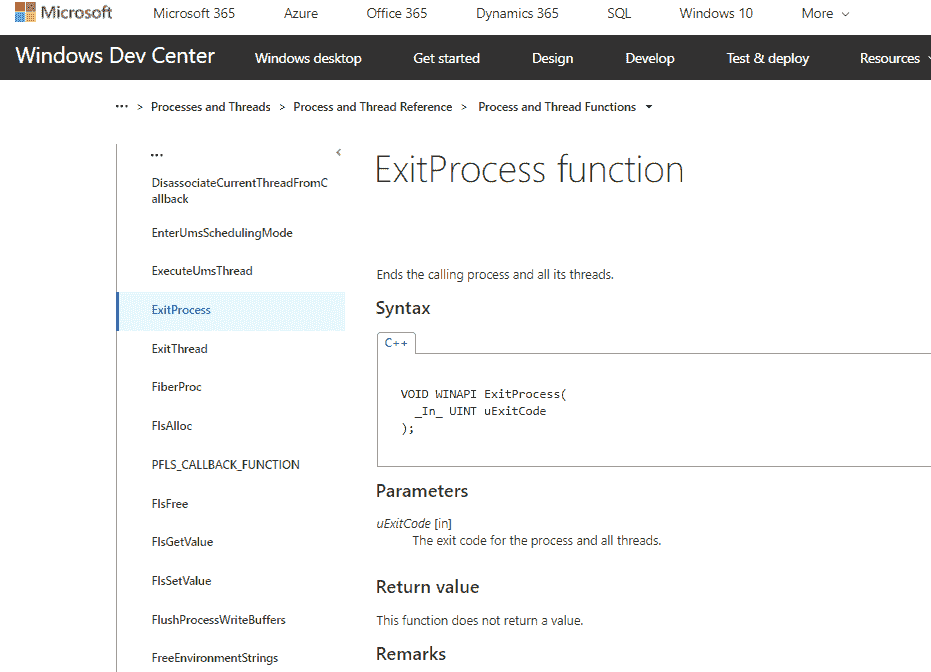 Microsoft Microsoft 365 Azure Office 365 Dynamics 365 SQL Windows 10 More
Windows Dev Center Windows desktop Get started Design Develop Test & deploy Resources
••• > Processes and Threads > Process and Thread Reference > Process and Thread Functions
•••
DisassociateCurrentThreadFromC
allback
EnterUmsSchedulingMode
ExecuteUmsThread
ExitProcess
ExitThread
FiberProc
FlsAlloc
PFLS_CALLBACK_FUNCTION
FlsFree
FlsGetValue
FlsSetValue
FlushProcessWriteBuffers
FreeEnvironmentStrings
ExitProcess function
Ends the calling process and all its threads.
Syntax
C++
VOID WINAPI ExitProcess(
_In_ UINT uExitCode
);
Parameters
uExitCode [in]
The exit code for the process and all threads.
Return value
This function does not return a value.
Remarks